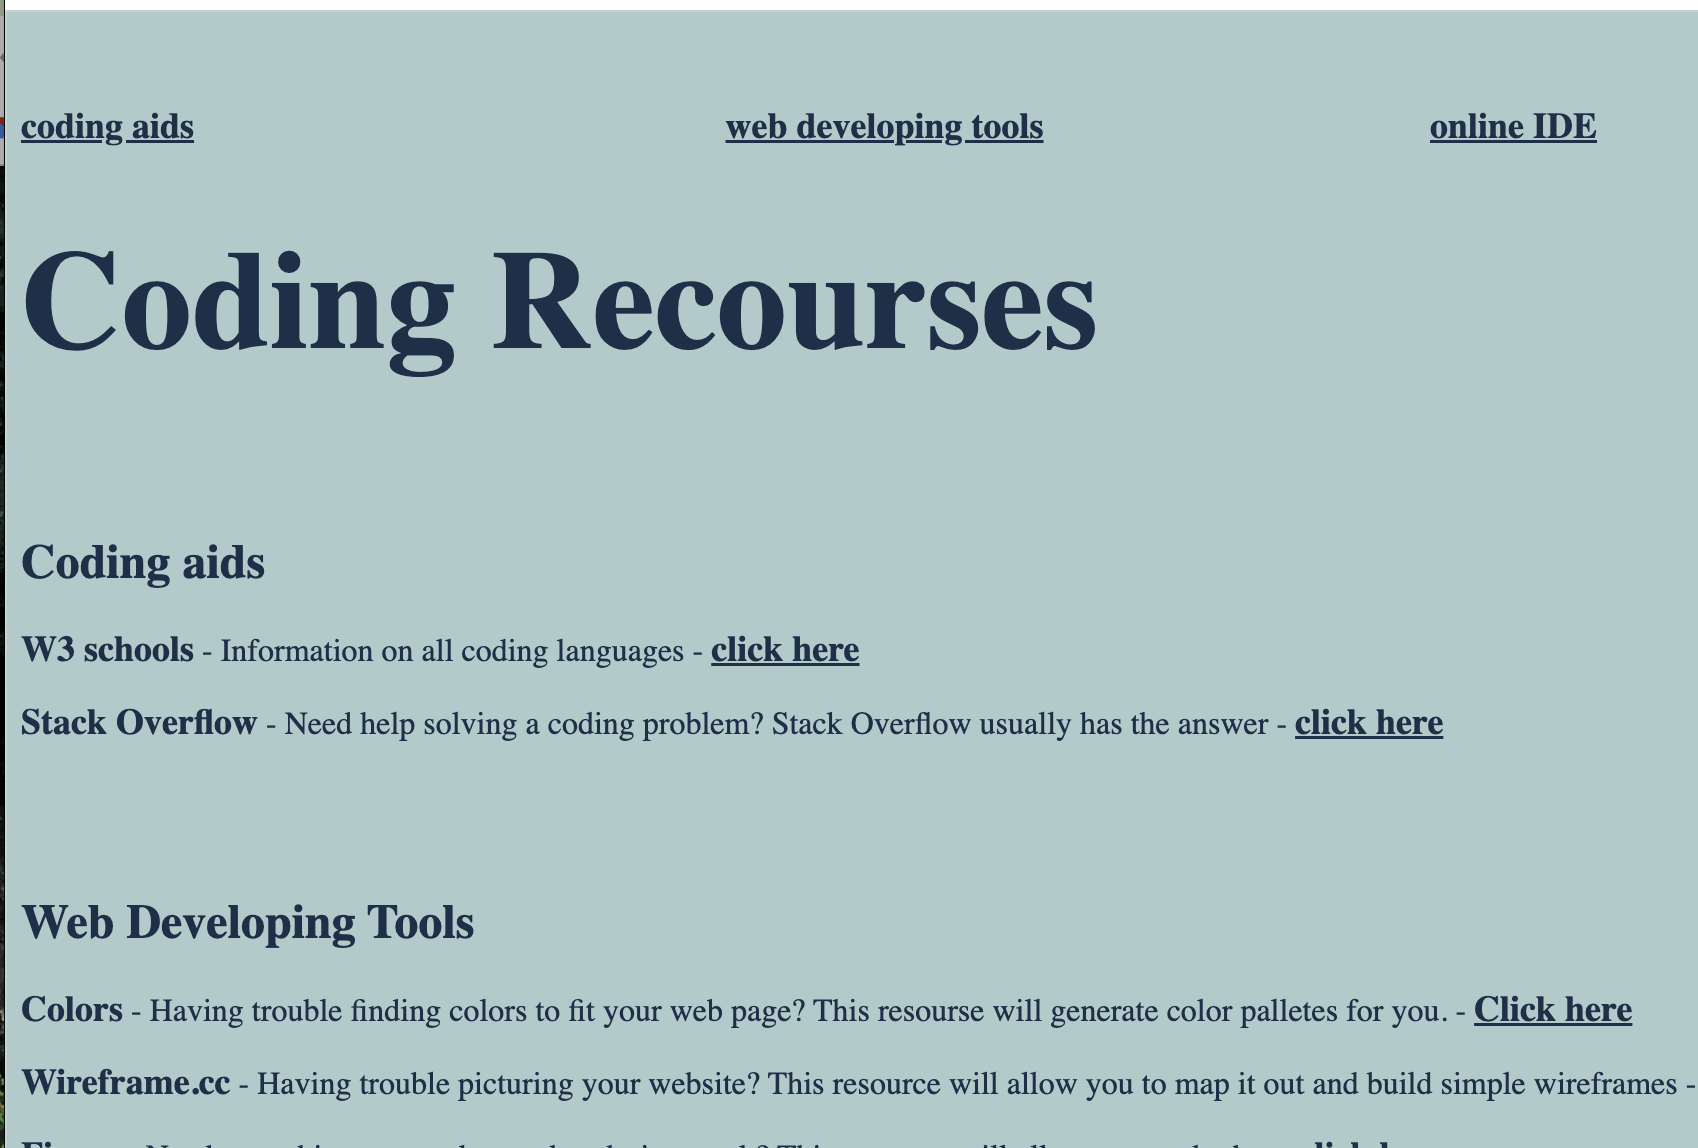 coding aids web developing tools online IDE
Coding Recourses
Coding aids
W3 schools - Information on all coding languages - click here
Stack Overflow - Need help solving a coding problem? Stack Overflow usually has the answer - click here
Web Developing Tools
Colors - Having trouble finding colors to fit your web page? This resourse will generate color palletes for you. - Click here
Wireframe.cc - Having trouble picturing your website? This resource will allow you to map it out and build simple wireframes -